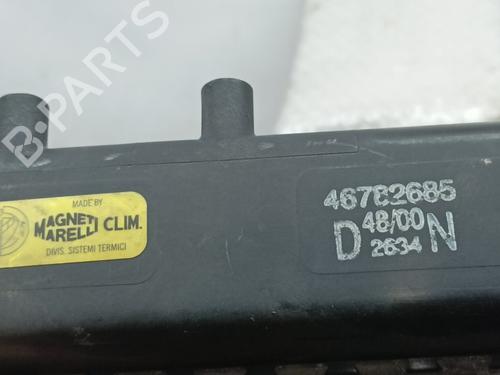 B-PARTS
MADE BY
MAGNETI
MARELLI CLIM.
DIVIS. SISTEMI TERMICI
46782685
D 48/00 N
2634